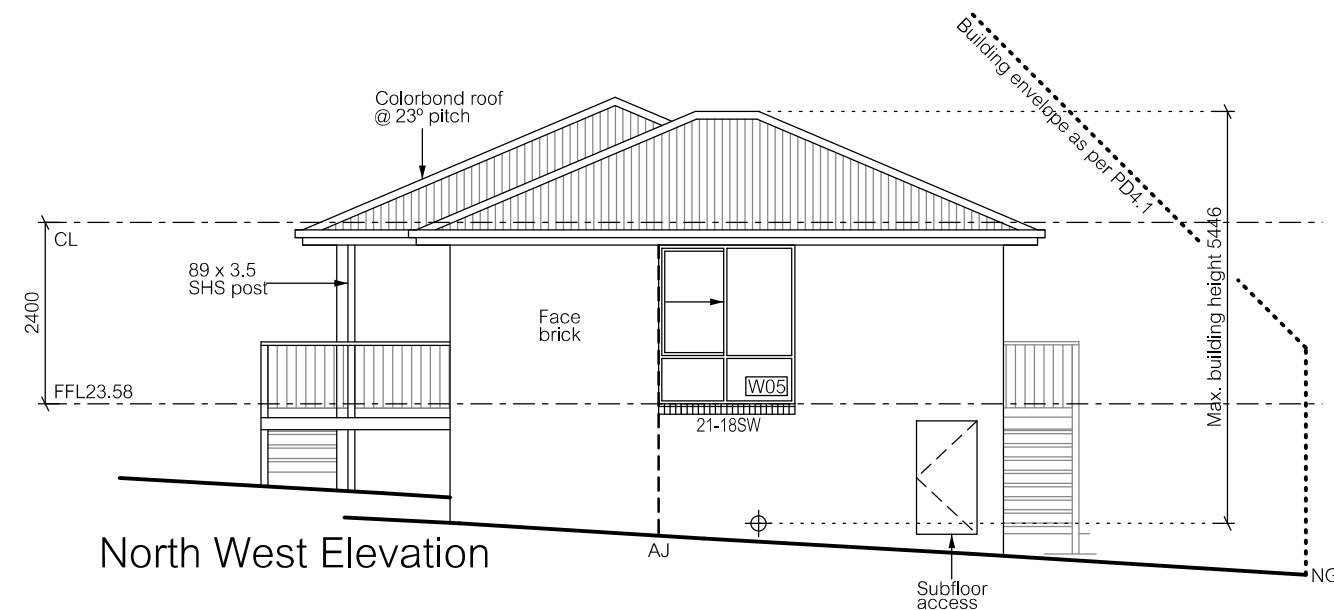 Building envelope as per PD4.1
Colorbond roof
@ 23º pitch
CL
89 x 3.5
SHS post
2400
Face
brick
Max. building height 5446
FFL23.58
W05
21-18SW
North West Elevation
AJ
Subfloor
access